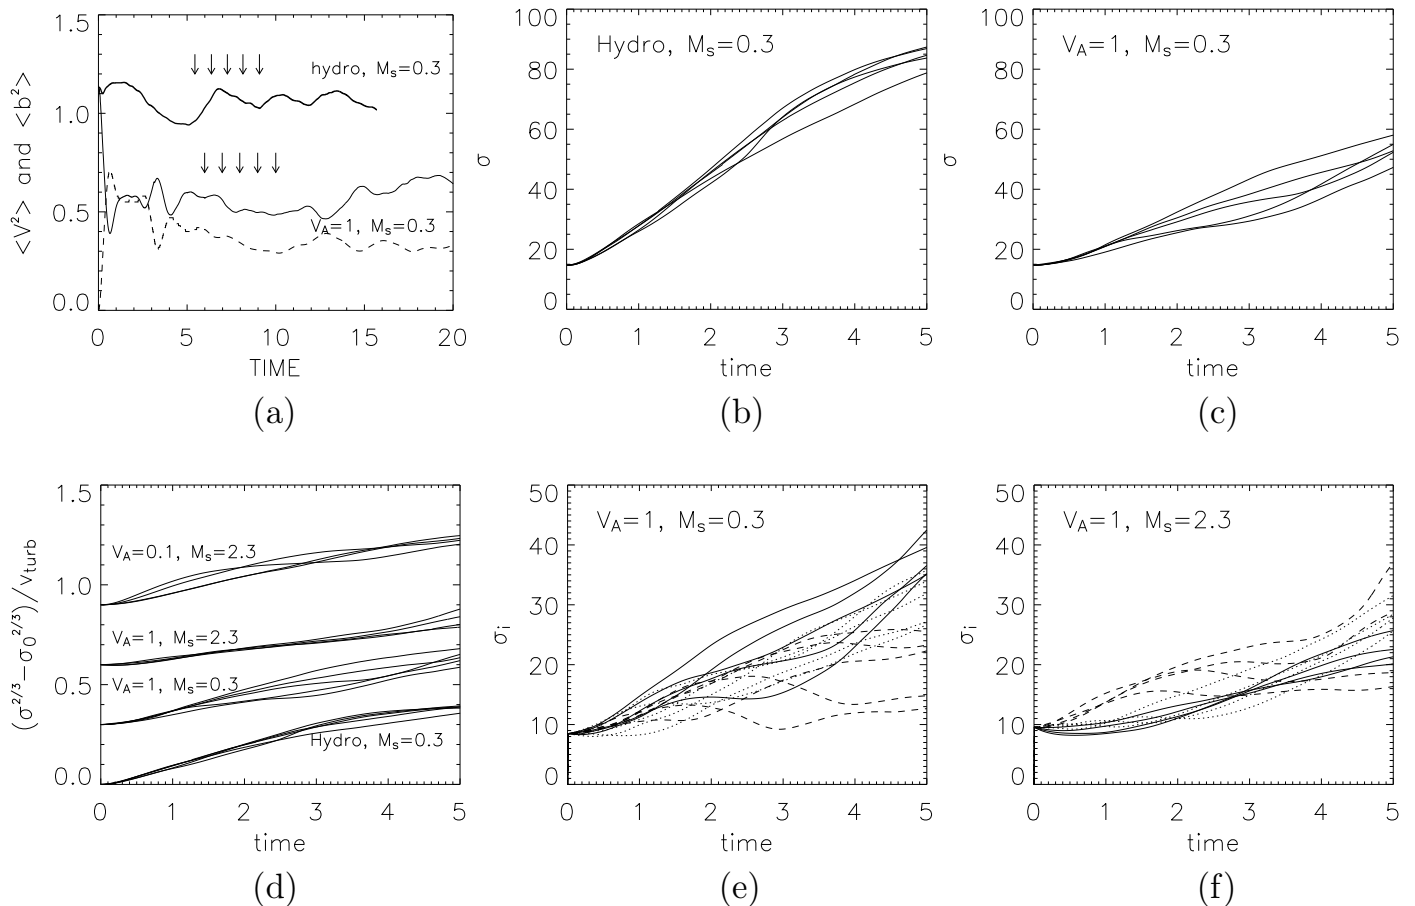 1.5
1.0
0.5
0.0
<V²> and <b²>
hydro, Mₛ=0.3
V_A=1, Mₛ=0.3
0 5 10 15 20
TIME
(a)
100
80
60
40
20
0
σ
Hydro, Mₛ=0.3
0 1 2 3 4 5
time
(b)
100
80
60
40
20
0
σ
V_A=1, Mₛ=0.3
0 1 2 3 4 5
time
(c)
1.5
1.0
0.5
0.0
(σ²ᐟ³−σ₀²ᐟ³)/v_turb
V_A=0.1, Mₛ=2.3
V_A=1, Mₛ=2.3
V_A=1, Mₛ=0.3
Hydro, Mₛ=0.3
0 1 2 3 4 5
time
(d)
50
40
30
20
10
0
σᵢ
V_A=1, Mₛ=0.3
0 1 2 3 4 5
time
(e)
50
40
30
20
10
0
σᵢ
V_A=1, Mₛ=2.3
0 1 2 3 4 5
time
(f)